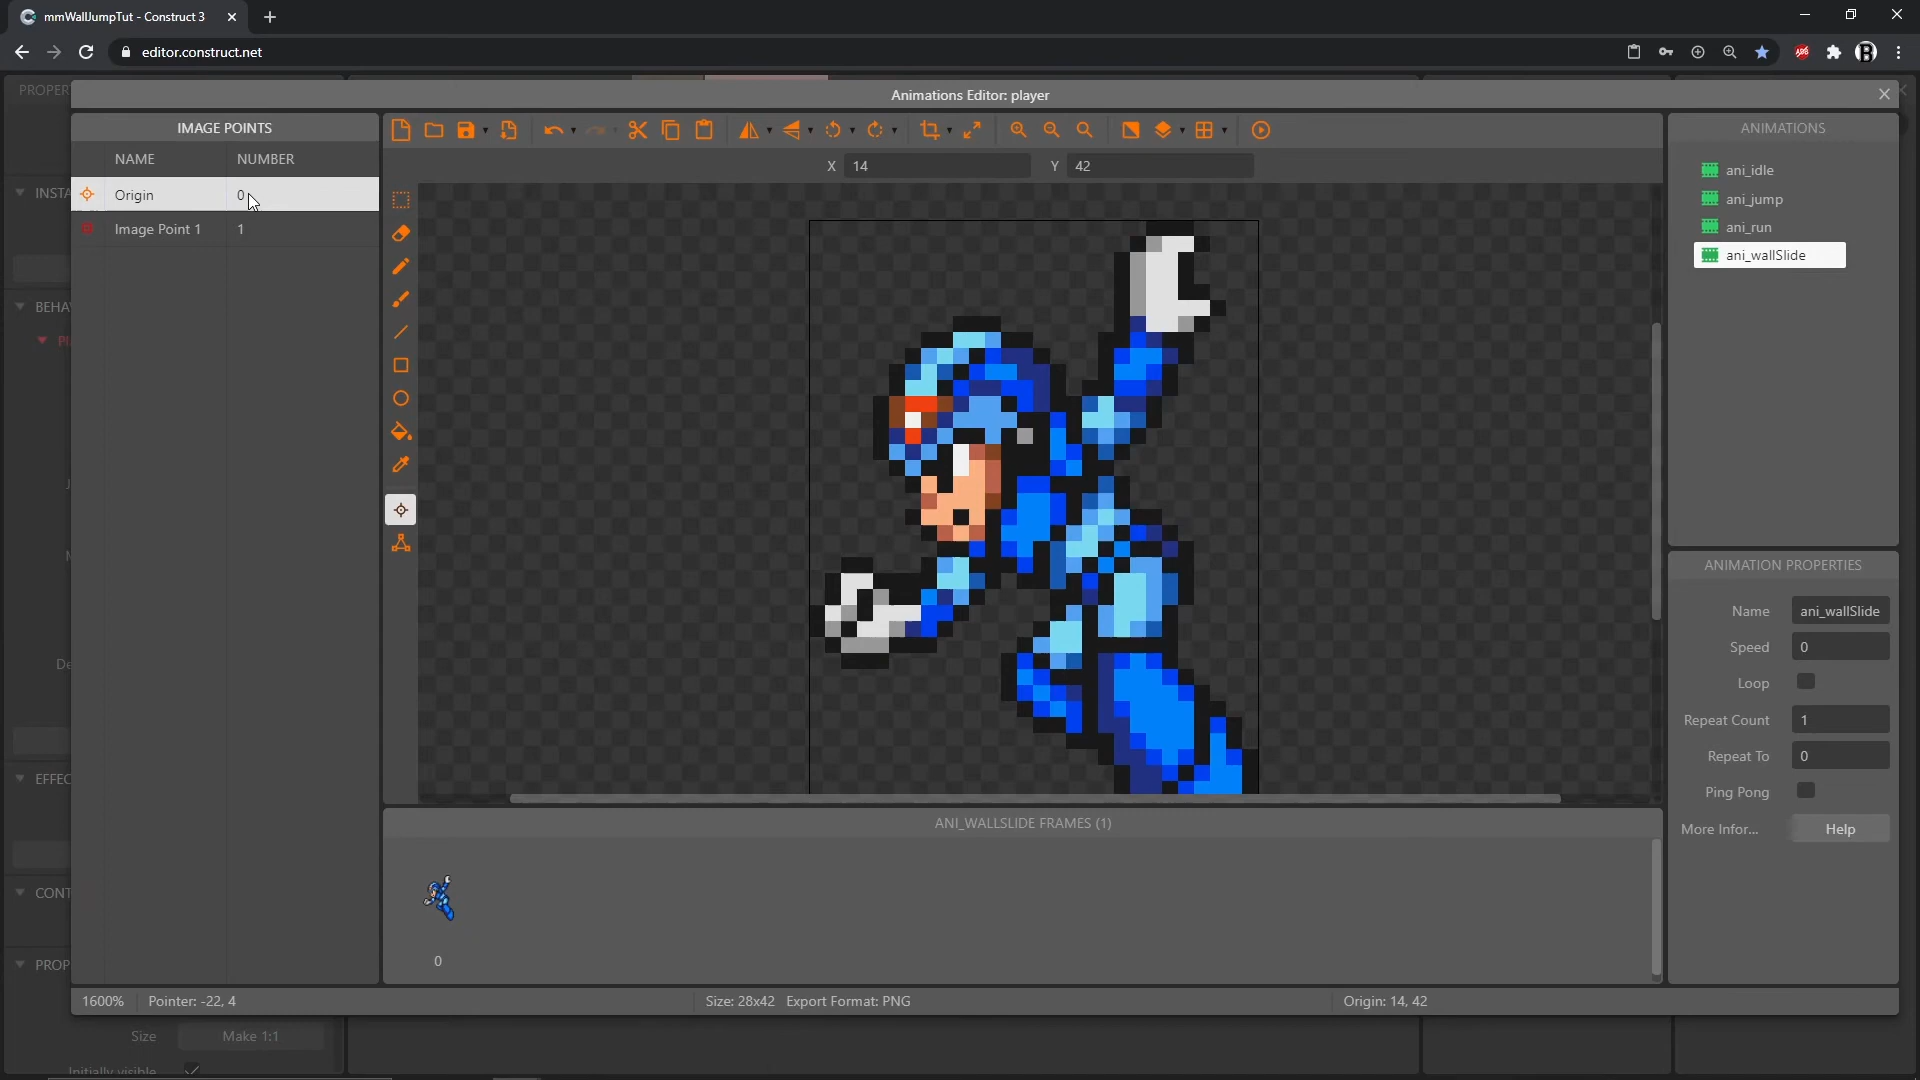 mmWallJumpTut - Construct 3
editor.construct.net
Animations Editor: player
PROPER
INSTA
BEHA
EFFEC
CONT
PROP
Size
Make 1:1
Initially visible
IMAGE POINTS
NAME NUMBER
Origin 0
Image Point 1 1
X 14 Y 42
ANIMATIONS
ani_idle
ani_jump
ani_run
ani_wallSlide
ANIMATION PROPERTIES
Name ani_wallSlide
Speed 0
Loop
Repeat Count 1
Repeat To 0
Ping Pong
More Infor... Help
ANI_WALLSLIDE FRAMES (1)
0
1600% Pointer: -22, 4 Size: 28x42 Export Format: PNG Origin: 14, 42